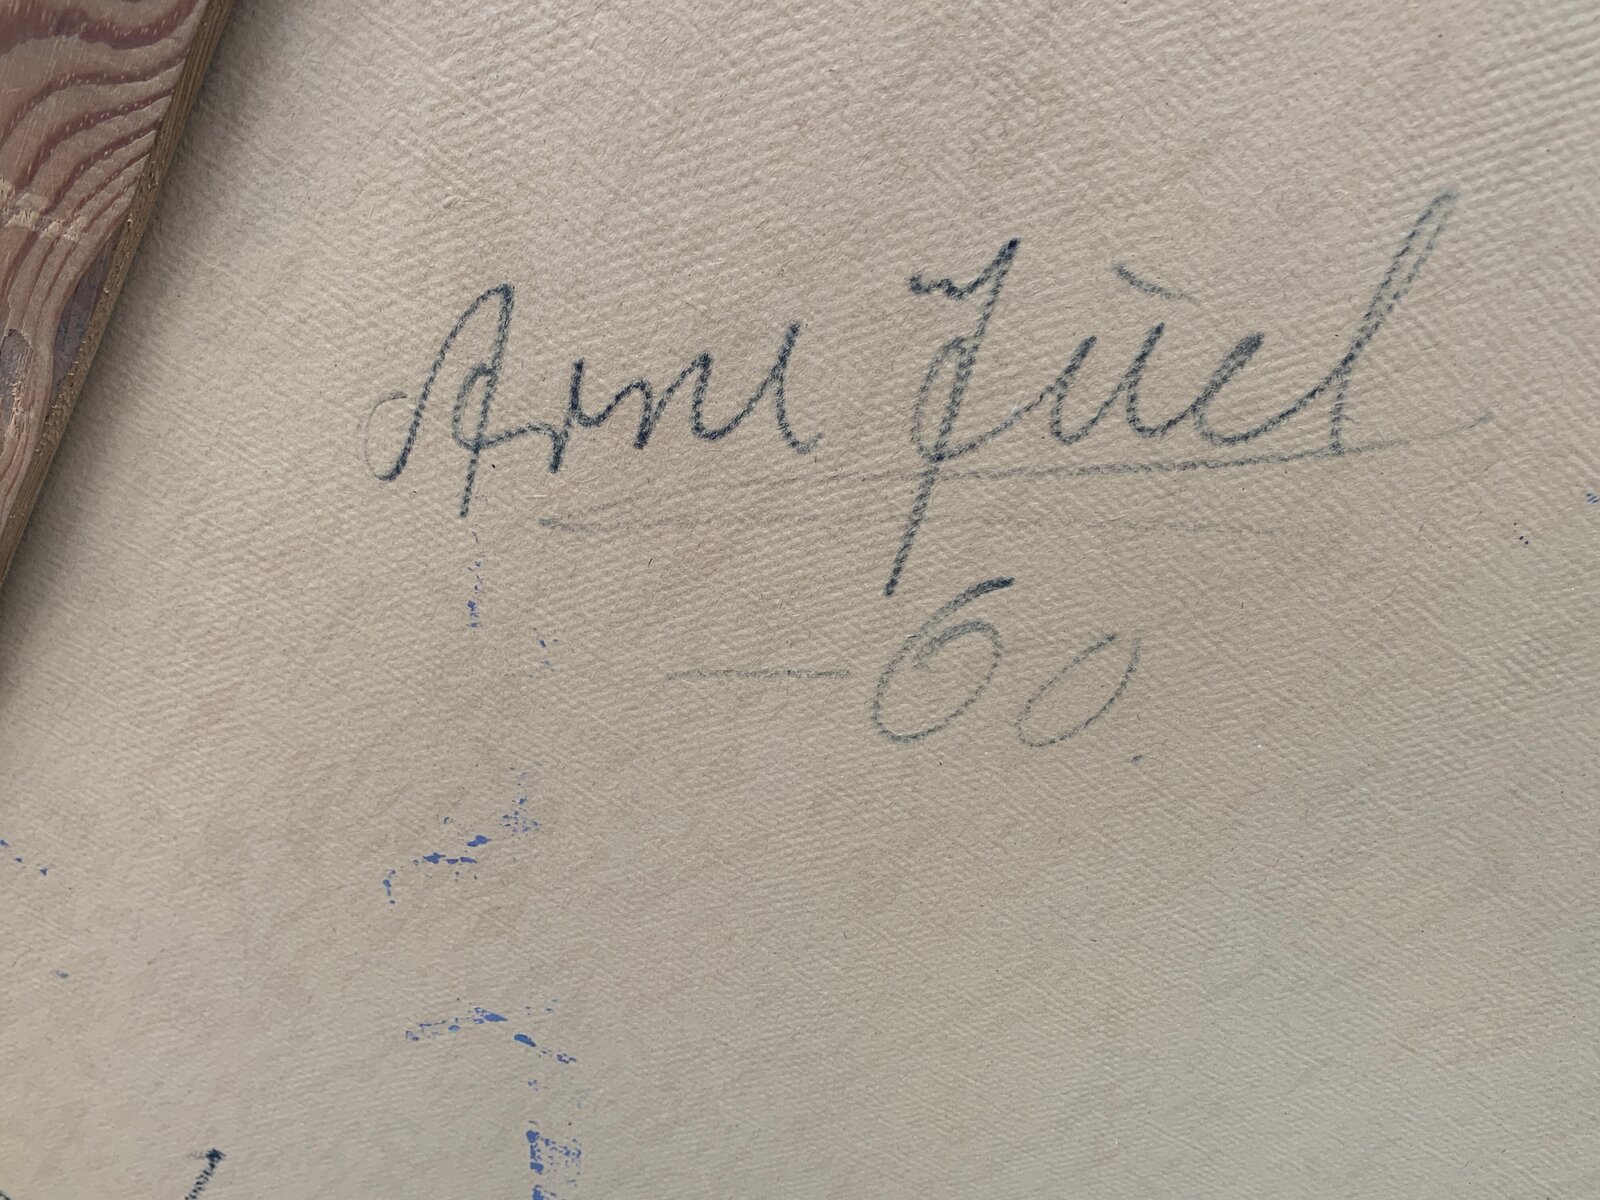 Arne Juel
— 60.